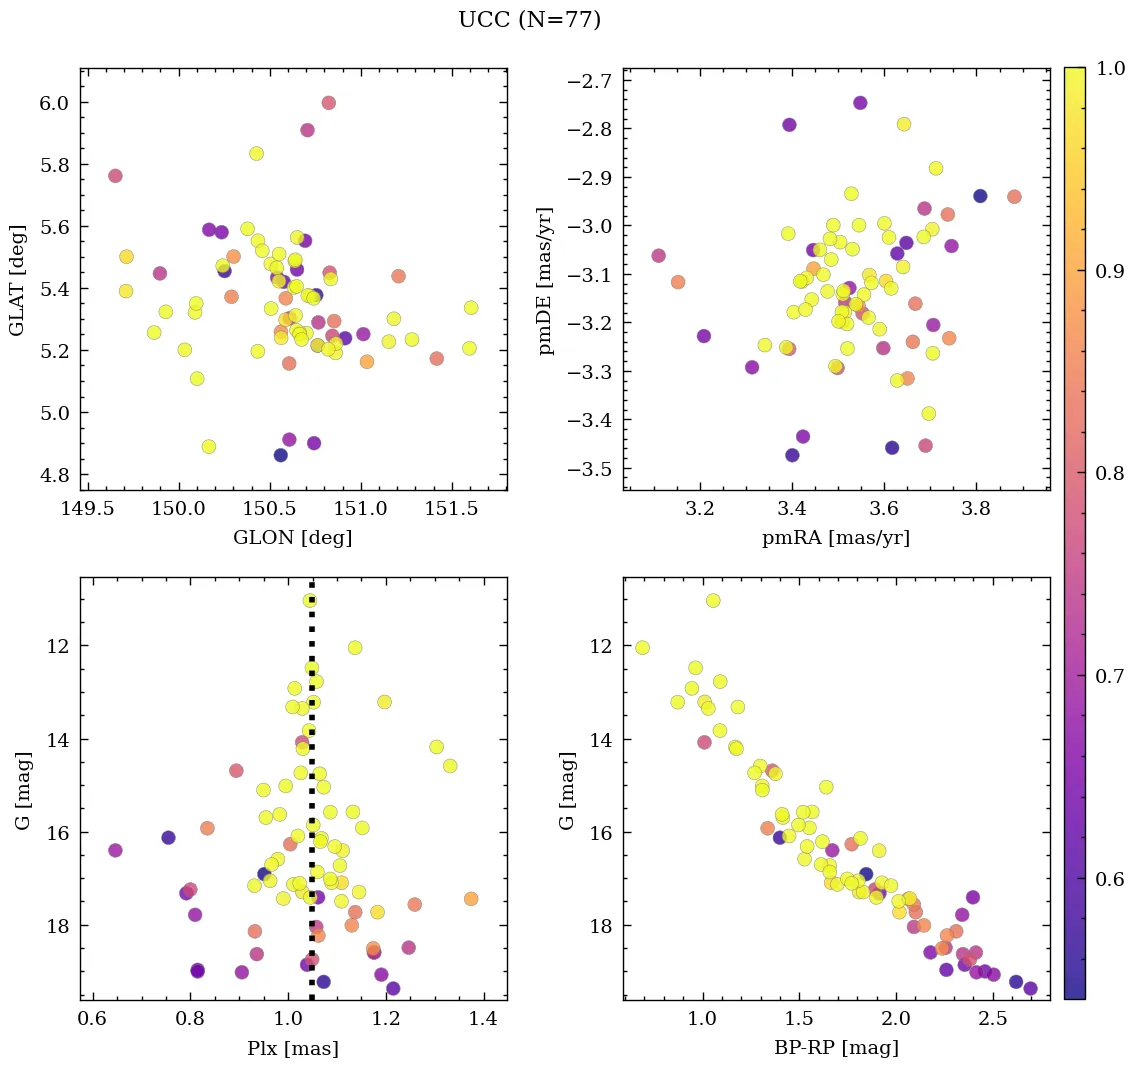 UCC (N=77)
6.0
5.8
5.6
5.4
5.2
5.0
4.8
GLAT [deg]
149.5 150.0 150.5 151.0 151.5
GLON [deg]
−2.7
−2.8
−2.9
−3.0
−3.1
−3.2
−3.3
−3.4
−3.5
pmDE [mas/yr]
3.2 3.4 3.6 3.8
pmRA [mas/yr]
12
14
16
18
G [mag]
0.6 0.8 1.0 1.2 1.4
Plx [mas]
12
14
16
18
G [mag]
1.0 1.5 2.0 2.5
BP-RP [mag]
1.0
0.9
0.8
0.7
0.6